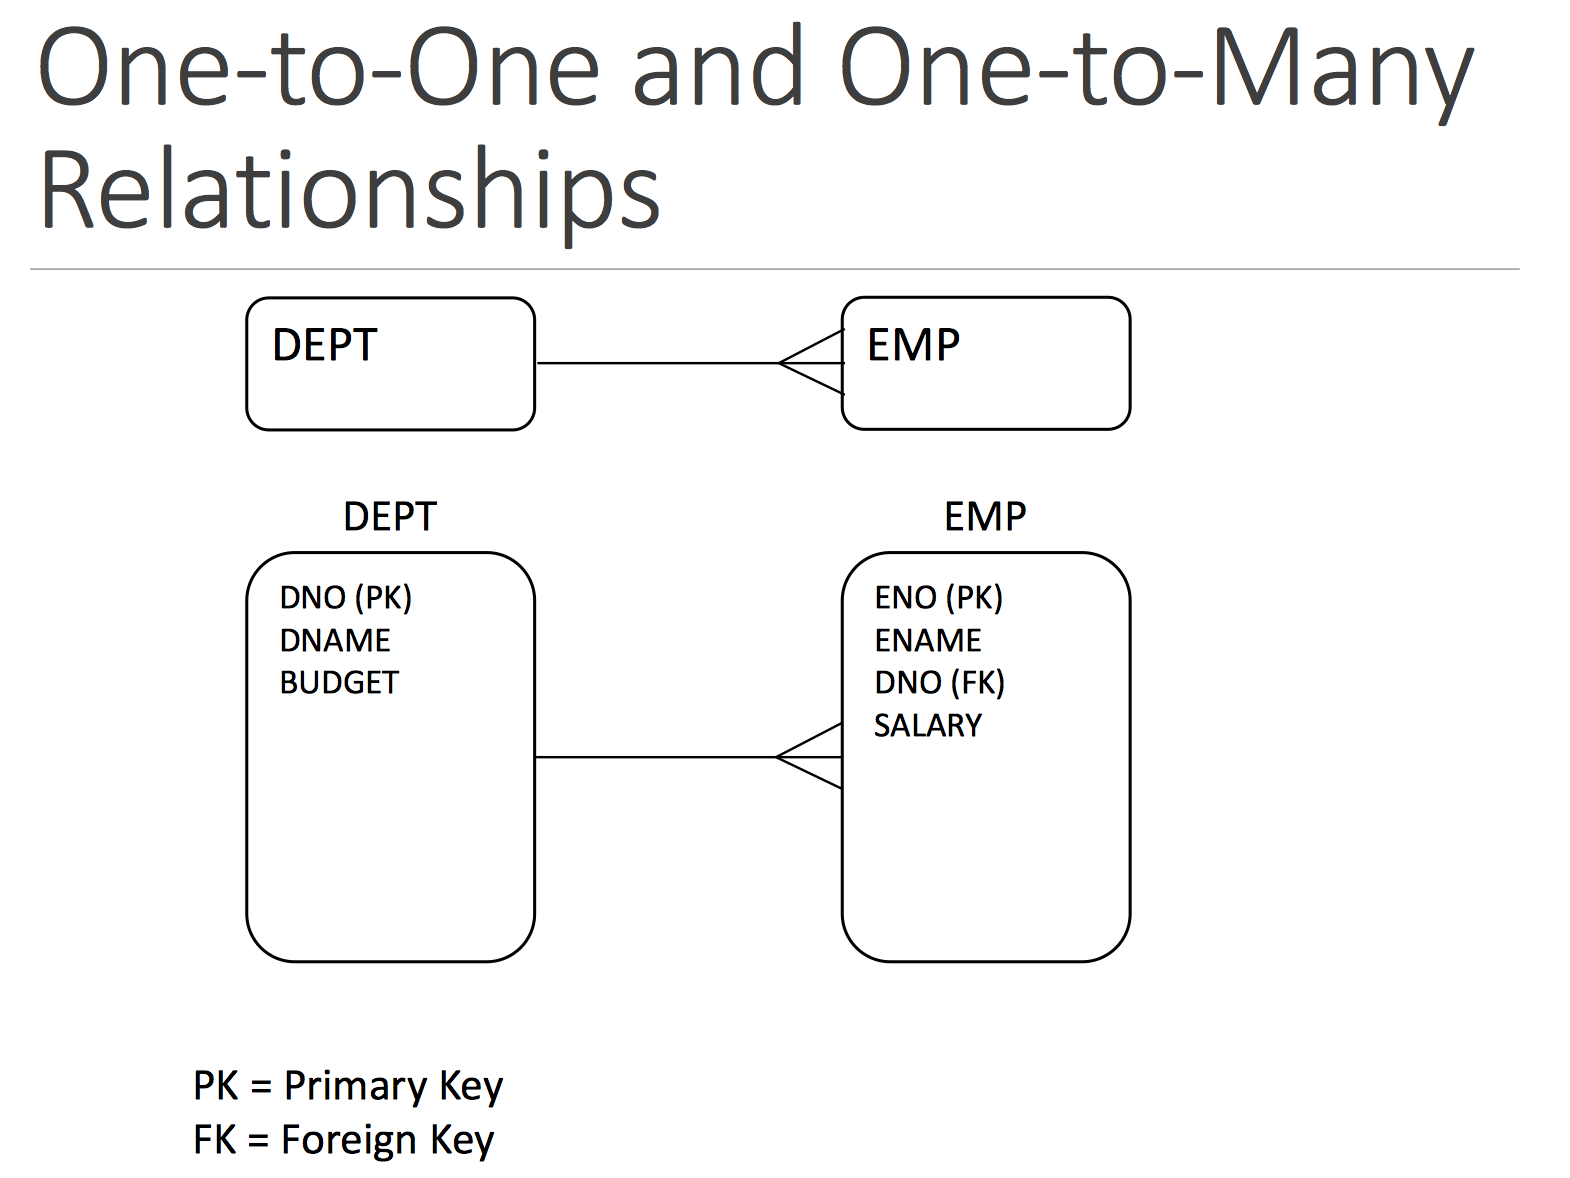 One-to-One and One-to-Many
Relationships
DEPT
EMP
DEPT
EMP
DNO (PK)
DNAME
BUDGET
ENO (PK)
ENAME
DNO (FK)
SALARY
PK = Primary Key
FK = Foreign Key